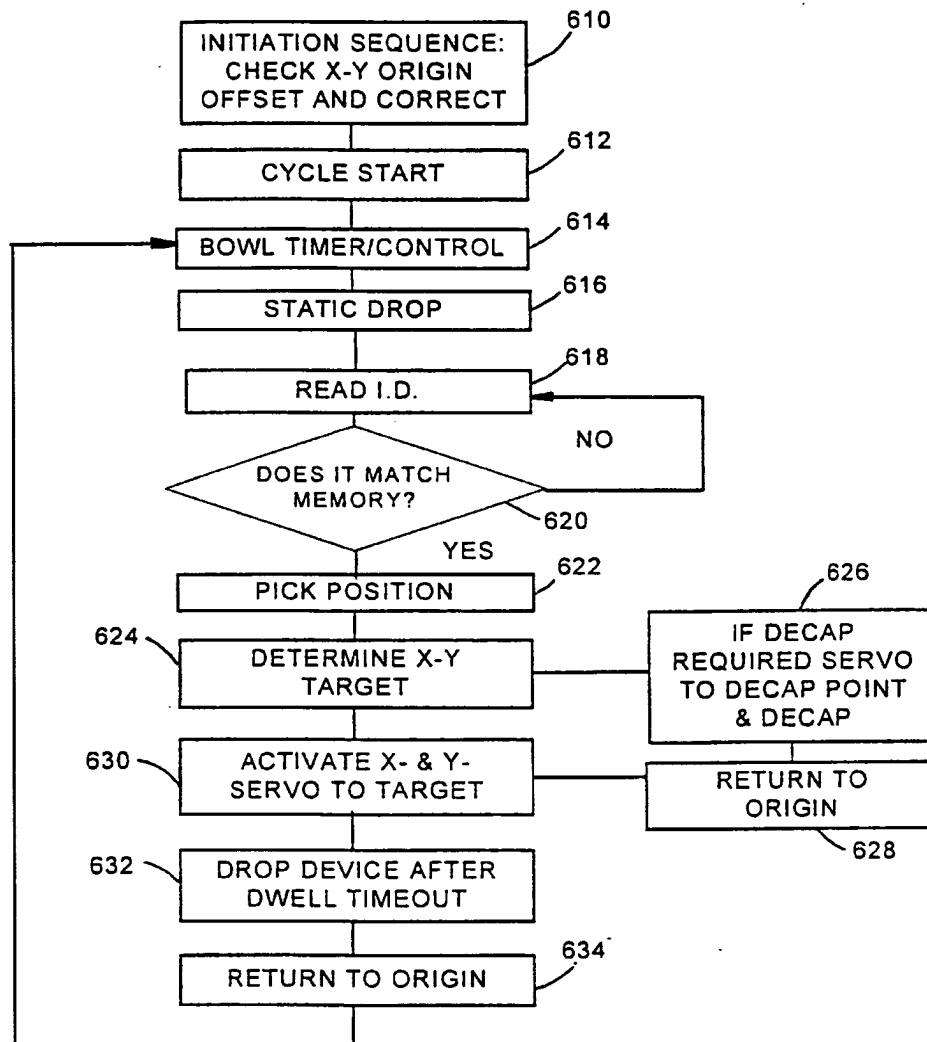 INITIATION SEQUENCE:
CHECK X-Y ORIGIN
OFFSET AND CORRECT
610
CYCLE START
612
BOWL TIMER/CONTROL
614
STATIC DROP
616
READ I.D.
618
NO
DOES IT MATCH
MEMORY?
620
YES
PICK POSITION
622
624
DETERMINE X-Y
TARGET
626
IF DECAP
REQUIRED SERVO
TO DECAP POINT
& DECAP
630
ACTIVATE X- & Y-
SERVO TO TARGET
RETURN TO
ORIGIN
628
632
DROP DEVICE AFTER
DWELL TIMEOUT
RETURN TO ORIGIN
634